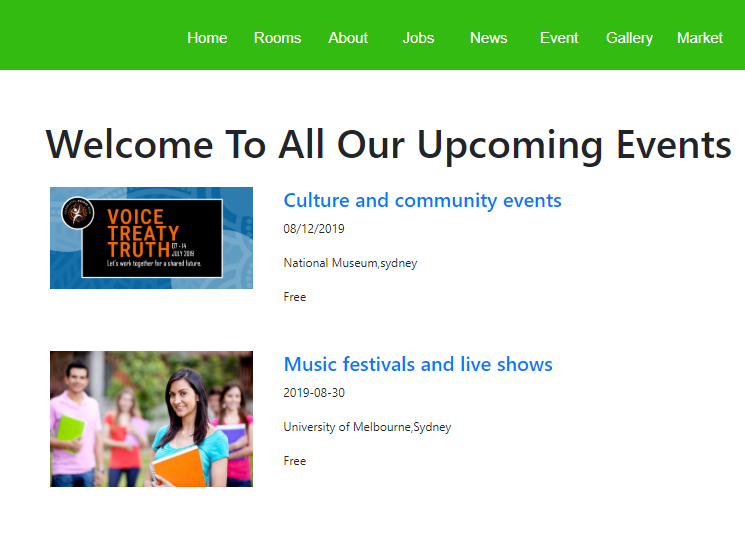 Home Rooms About Jobs News Event Gallery Market
Welcome To All Our Upcoming Events
VOICE
TREATY
TRUTH
07 - 14
JULY 2019
Let's work together for a shared future.
Culture and community events
08/12/2019
National Museum,sydney
Free
Music festivals and live shows
2019-08-30
University of Melbourne,Sydney
Free